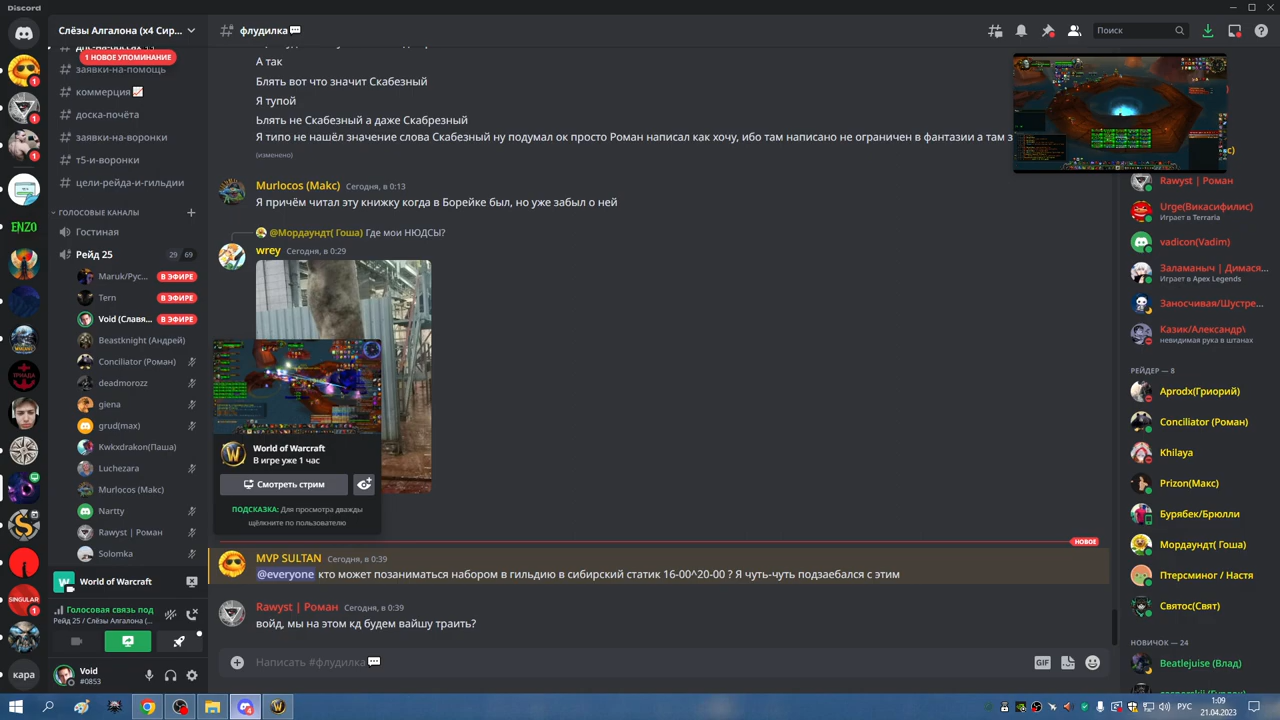 Discord
Слёзы Алгалона (x4 Сир...
1 НОВОЕ УПОМИНАНИЕ
заявки-на-помощь
коммерция
доска-почёта
заявки-на-воронки
т5-и-воронки
цели-рейда-и-гильдии
ГОЛОСОВЫЕ КАНАЛЫ
Гостиная
Рейд 25 29 69
Maruk/Рус... В ЭФИРЕ
Tern В ЭФИРЕ
Void (Славя... В ЭФИРЕ
Beastknight (Андрей)
Conciliator (Роман)
deadmorozz
giena
grud(max)
Kwkxdrakon(Паша)
Luchezara
Murlocos (Макс)
Nartty
Rawyst | Роман
Solomka
World of Warcraft
Голосовая связь под
Рейд 25 / Слёзы Алгалона (...
Void
#0853
ENZO
ТРИАДА
SINGULAR
кара
флудилка
Поиск
А так
Блять вот что значит Скабезный
Я тупой
Блять не Скабезный а даже Скабрезный
Я типо не нашёл значение слова Скабезный ну подумал ок просто Роман написал как хочу, ибо там написано не ограничен в фантазии а там з
(изменено)
Murlocos (Макс) Сегодня, в 0:13
Я причём читал эту книжку когда в Борейке был, но уже забыл о ней
@Мордаундт( Гоша) Где мои НЮДСЫ?
wrey Сегодня, в 0:29
World of Warcraft
В игре уже 1 час
Смотреть стрим
ПОДСКАЗКА: Для просмотра дважды
щёлкните по пользователю
НОВОЕ
MVP SULTAN Сегодня, в 0:39
@everyone кто может позаниматься набором в гильдию в сибирский статик 16-00^20-00 ? Я чуть-чуть подзаебался с этим
Rawyst | Роман Сегодня, в 0:39
войд, мы на этом кд будем вайшу траить?
Написать #флудилка
GIF
Rawyst | Роман
Urge(Викасифилис)
Играет в Terraria
vadicon(Vadim)
Заламаныч | Димася...
Играет в Apex Legends
Заносчивая/Шустре...
Казик/Александр\
невидимая рука в штанах
РЕЙДЕР — 8
Aprodx(Гриорий)
Conciliator (Роман)
Khilaya
Prizon(Макс)
Бурябек/Брюлли
Мордаундт( Гоша)
Птерсминог / Настя
Святос(Свят)
НОВИЧОК — 24
Beatlejuise (Влад)
РУС
1:09
21.04.2023